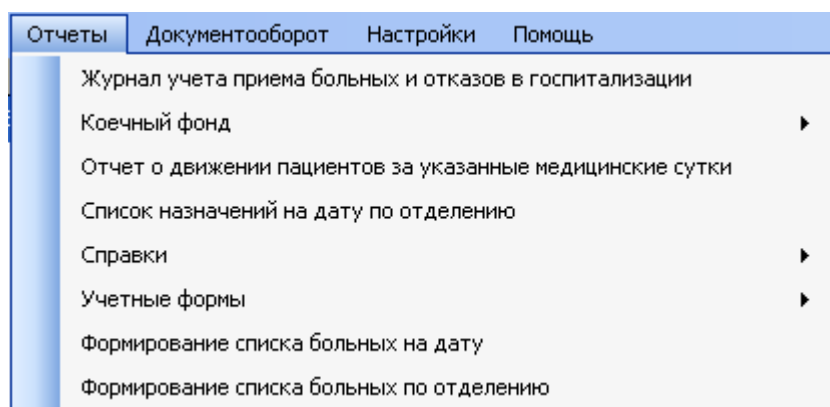 Отчеты Документооборот Настройки Помощь
Журнал учета приема больных и отказов в госпитализации
Коечный фонд
Отчет о движении пациентов за указанные медицинские сутки
Список назначений на дату по отделению
Справки
Учетные формы
Формирование списка больных на дату
Формирование списка больных по отделению